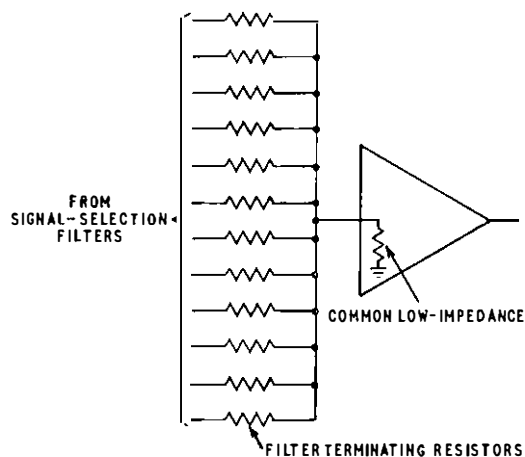 FROM
SIGNAL-SELECTION
FILTERS
COMMON LOW-IMPEDANCE
FILTER TERMINATING RESISTORS